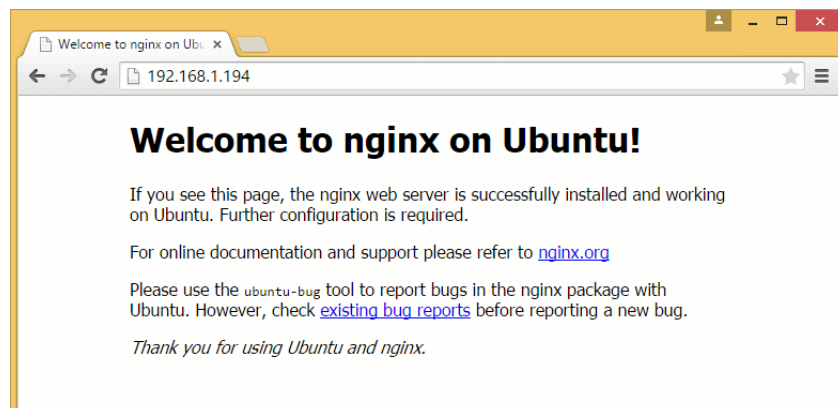 Welcome to nginx on Ubu
192.168.1.194
Welcome to nginx on Ubuntu!
If you see this page, the nginx web server is successfully installed and working
on Ubuntu. Further configuration is required.
For online documentation and support please refer to nginx.org
Please use the ubuntu-bug tool to report bugs in the nginx package with
Ubuntu. However, check existing bug reports before reporting a new bug.
Thank you for using Ubuntu and nginx.